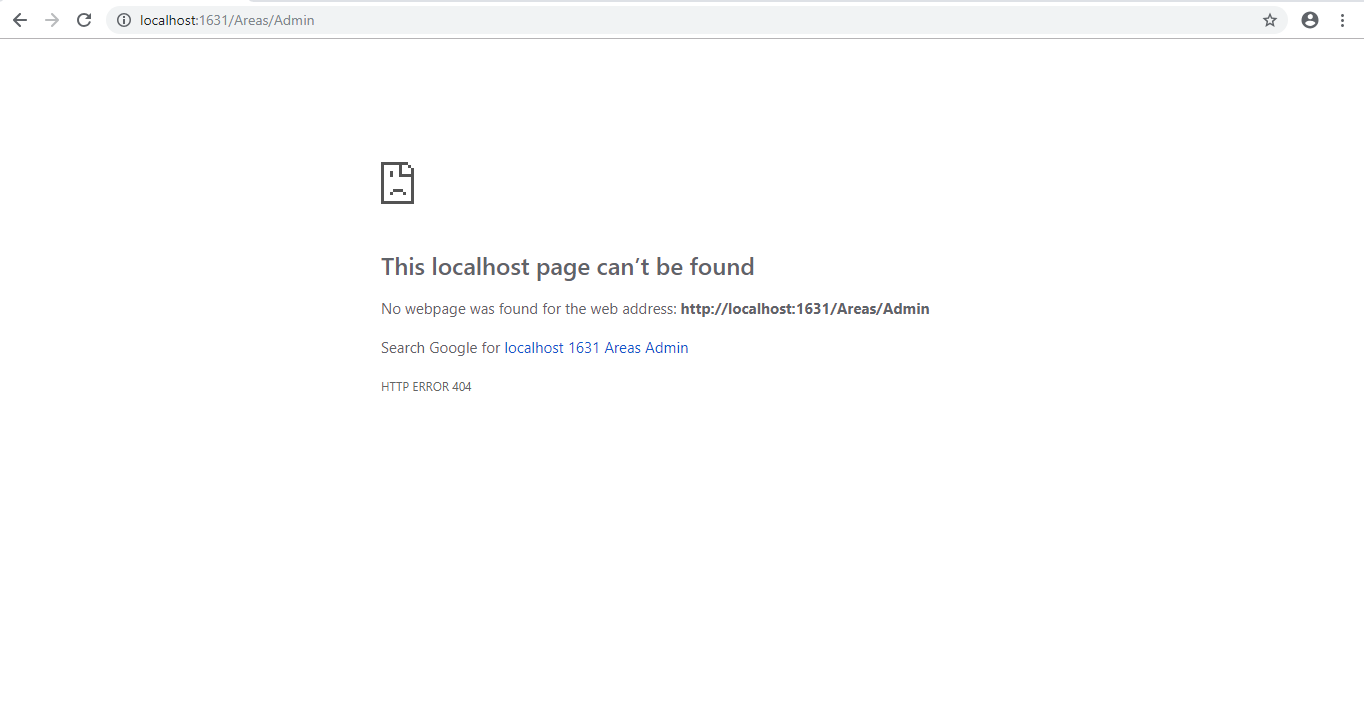 localhost:1631/Areas/Admin
This localhost page can’t be found
No webpage was found for the web address: http://localhost:1631/Areas/Admin
Search Google for localhost 1631 Areas Admin
HTTP ERROR 404